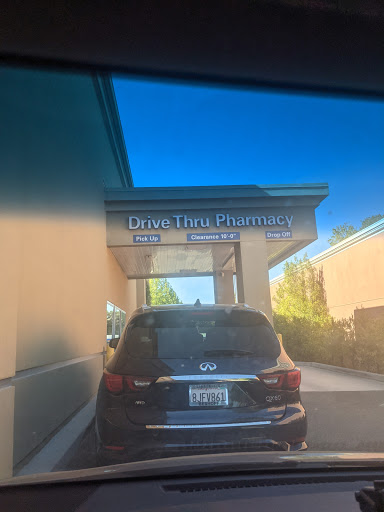 Drive Thru Pharmacy
Pick Up
Clearance 10'-0"
Drop Off
8JFV861
QX60